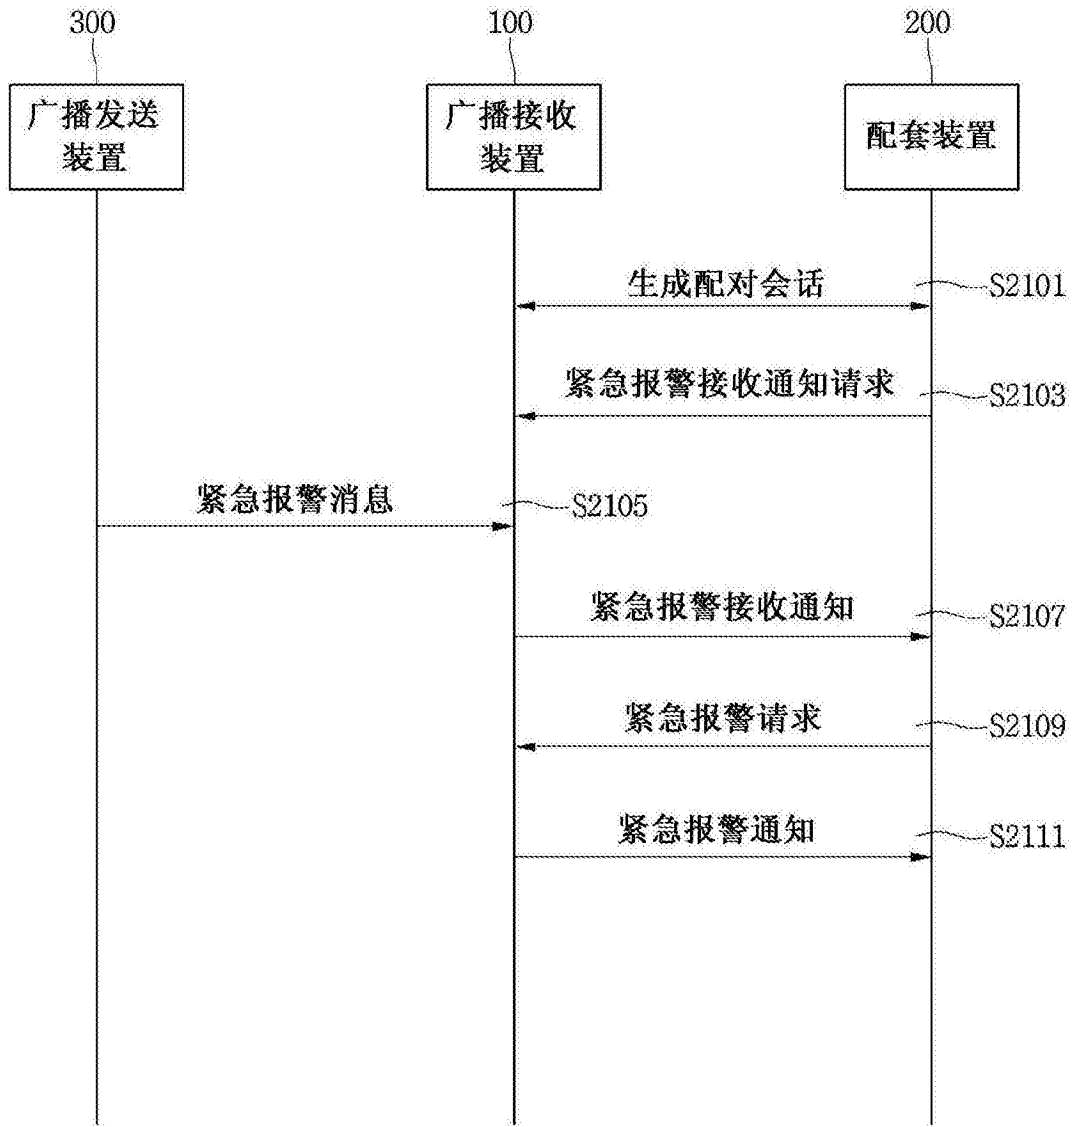 300
100
200
广播发送
装置
广播接收
装置
配套装置
生成配对会话
S2101
紧急报警接收通知请求
S2103
紧急报警消息
S2105
紧急报警接收通知
S2107
紧急报警请求
S2109
紧急报警通知
S2111